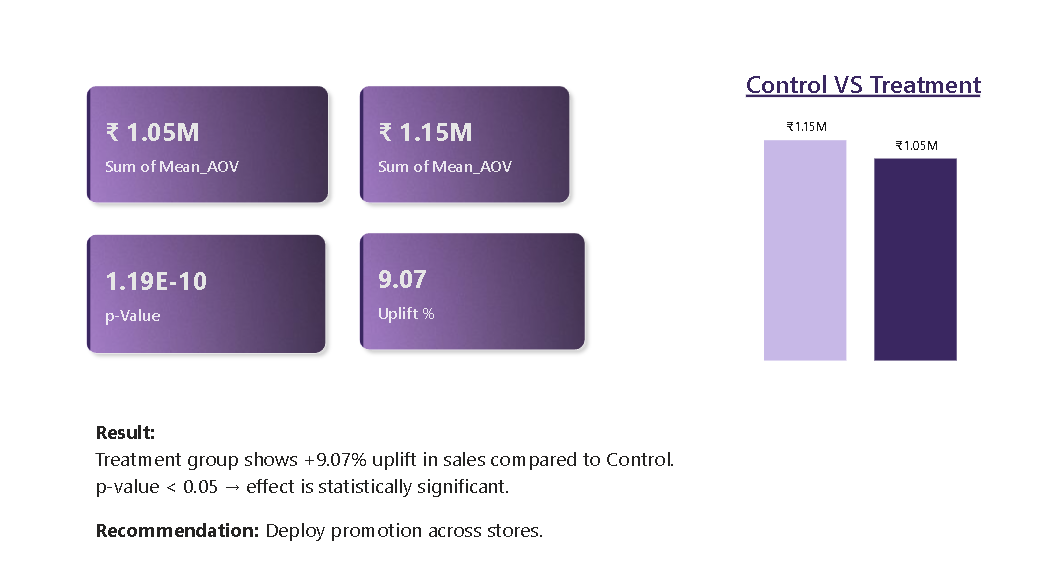 Control VS Treatment
₹ 1.05M
Sum of Mean_AOV
₹ 1.15M
Sum of Mean_AOV
₹1.15M
₹1.05M
1.19E-10
p-Value
9.07
Uplift %
Result:
Treatment group shows +9.07% uplift in sales compared to Control.
p-value < 0.05 → effect is statistically significant.
Recommendation: Deploy promotion across stores.